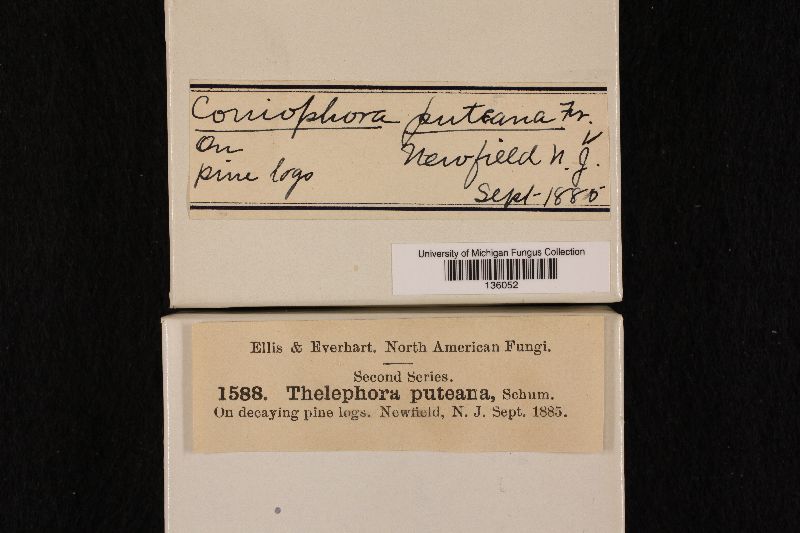 Coniophora puteana Fr.
On Newfield N. J.
pine logs
Sept-1885
University of Michigan Fungus Collection
136052
Ellis & Everhart. North American Fungi.
Second Series.
1588. Thelephora puteana, Schum.
On decaying pine logs. Newfield, N. J. Sept. 1885.